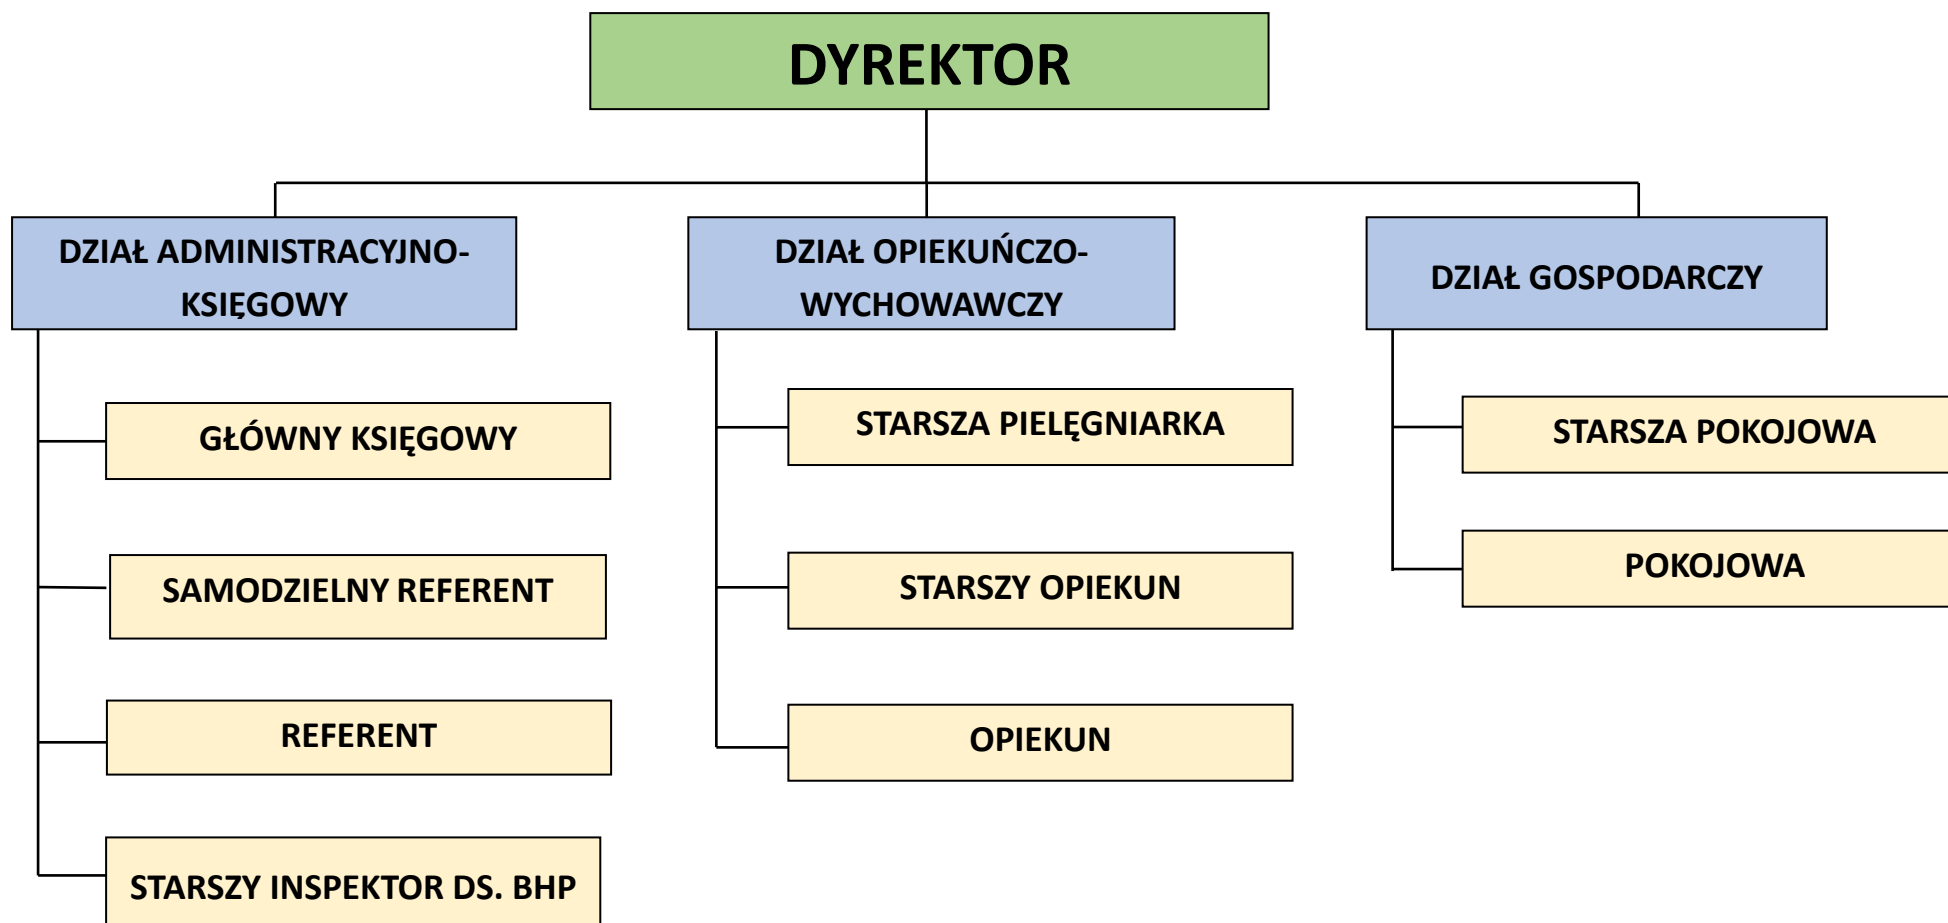 DYREKTOR
DZIAŁ ADMINISTRACYJNO-
KSIĘGOWY
DZIAŁ OPIEKUŃCZO-
WYCHOWAWCZY
DZIAŁ GOSPODARCZY
GŁÓWNY KSIĘGOWY
SAMODZIELNY REFERENT
REFERENT
STARSZY INSPEKTOR DS. BHP
STARSZA PIELĘGNIARKA
STARSZY OPIEKUN
OPIEKUN
STARSZA POKOJOWA
POKOJOWA